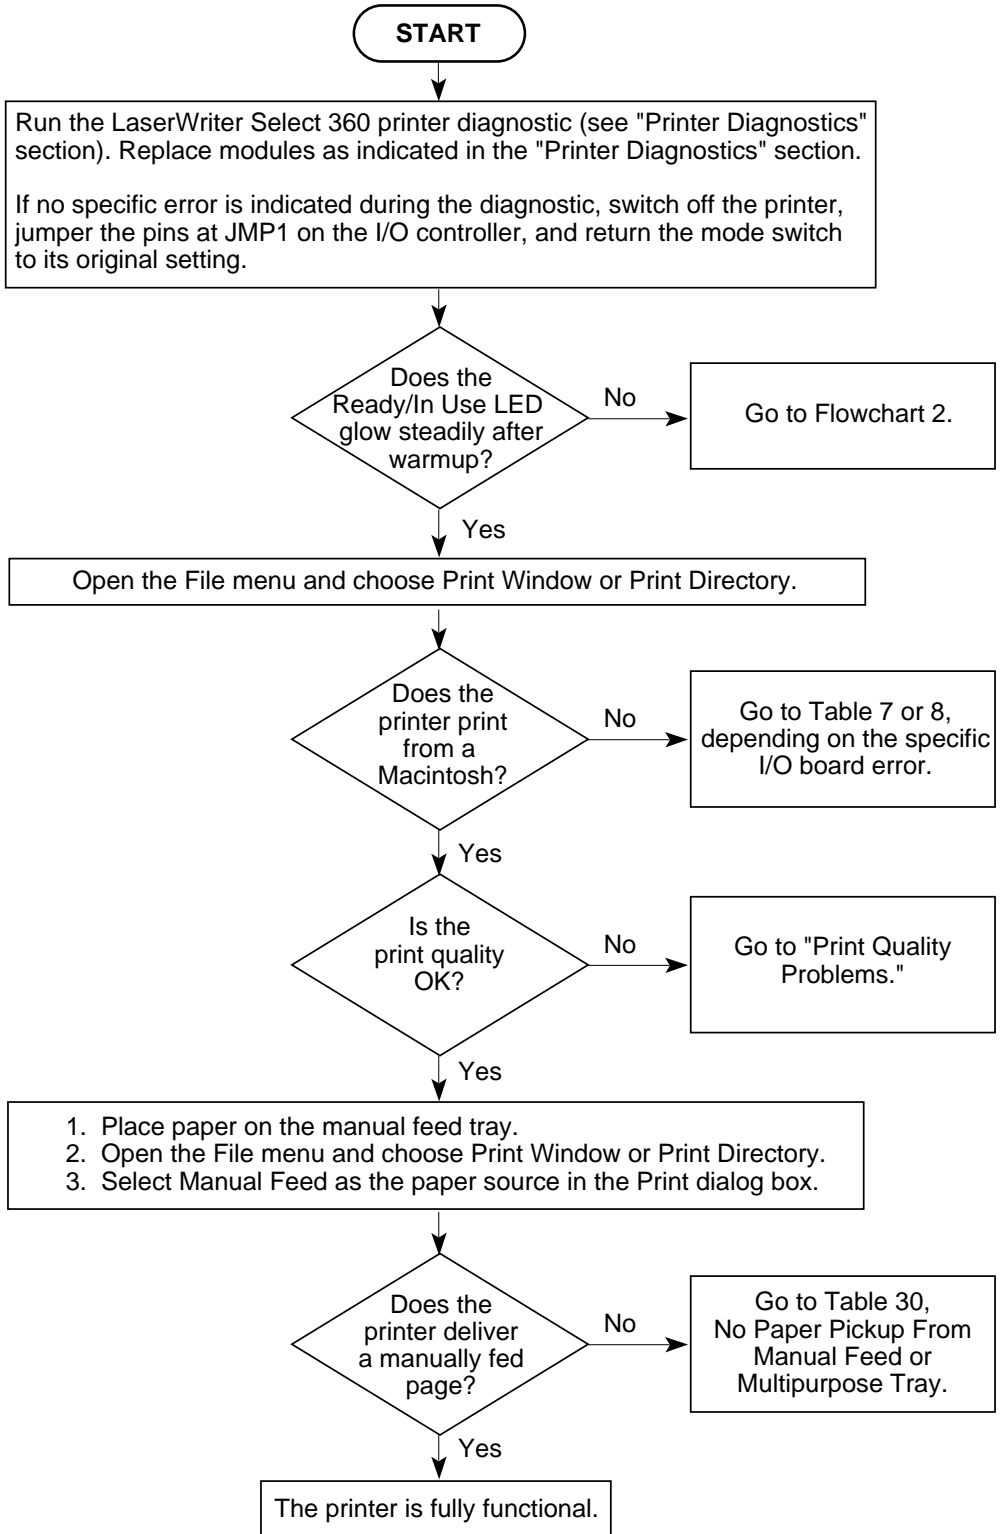 START
Run the LaserWriter Select 360 printer diagnostic (see "Printer Diagnostics"
section). Replace modules as indicated in the "Printer Diagnostics" section.
If no specific error is indicated during the diagnostic, switch off the printer,
jumper the pins at JMP1 on the I/O controller, and return the mode switch
to its original setting.
Does the
Ready/In Use LED
glow steadily after
warmup?
No
Go to Flowchart 2.
Yes
Open the File menu and choose Print Window or Print Directory.
Does the
printer print
from a
Macintosh?
No
Go to Table 7 or 8,
depending on the specific
I/O board error.
Yes
Is the
print quality
OK?
No
Go to "Print Quality
Problems."
Yes
1. Place paper on the manual feed tray.
2. Open the File menu and choose Print Window or Print Directory.
3. Select Manual Feed as the paper source in the Print dialog box.
Does the
printer deliver
a manually fed
page?
No
Go to Table 30,
No Paper Pickup From
Manual Feed or
Multipurpose Tray.
Yes
The printer is fully functional.